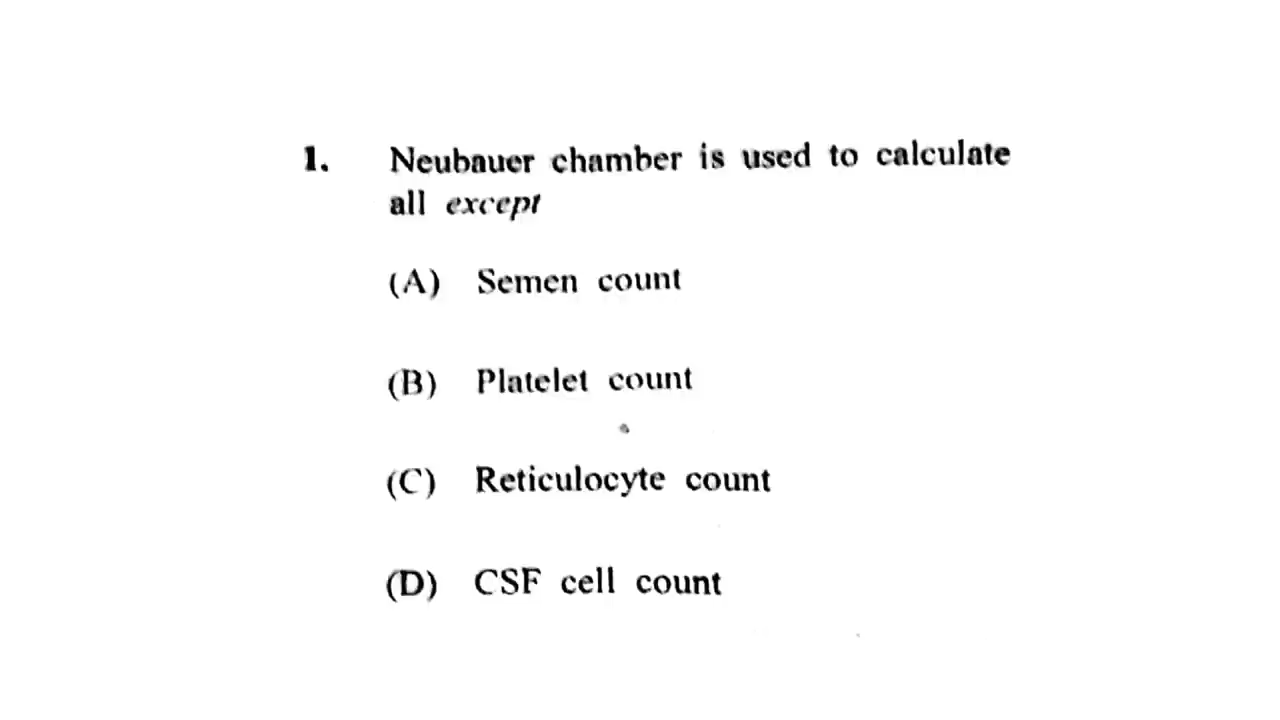 1. Neubauer chamber is used to calculate
all except
(A) Semen count
(B) Platelet count
(C) Reticulocyte count
(D) CSF cell count